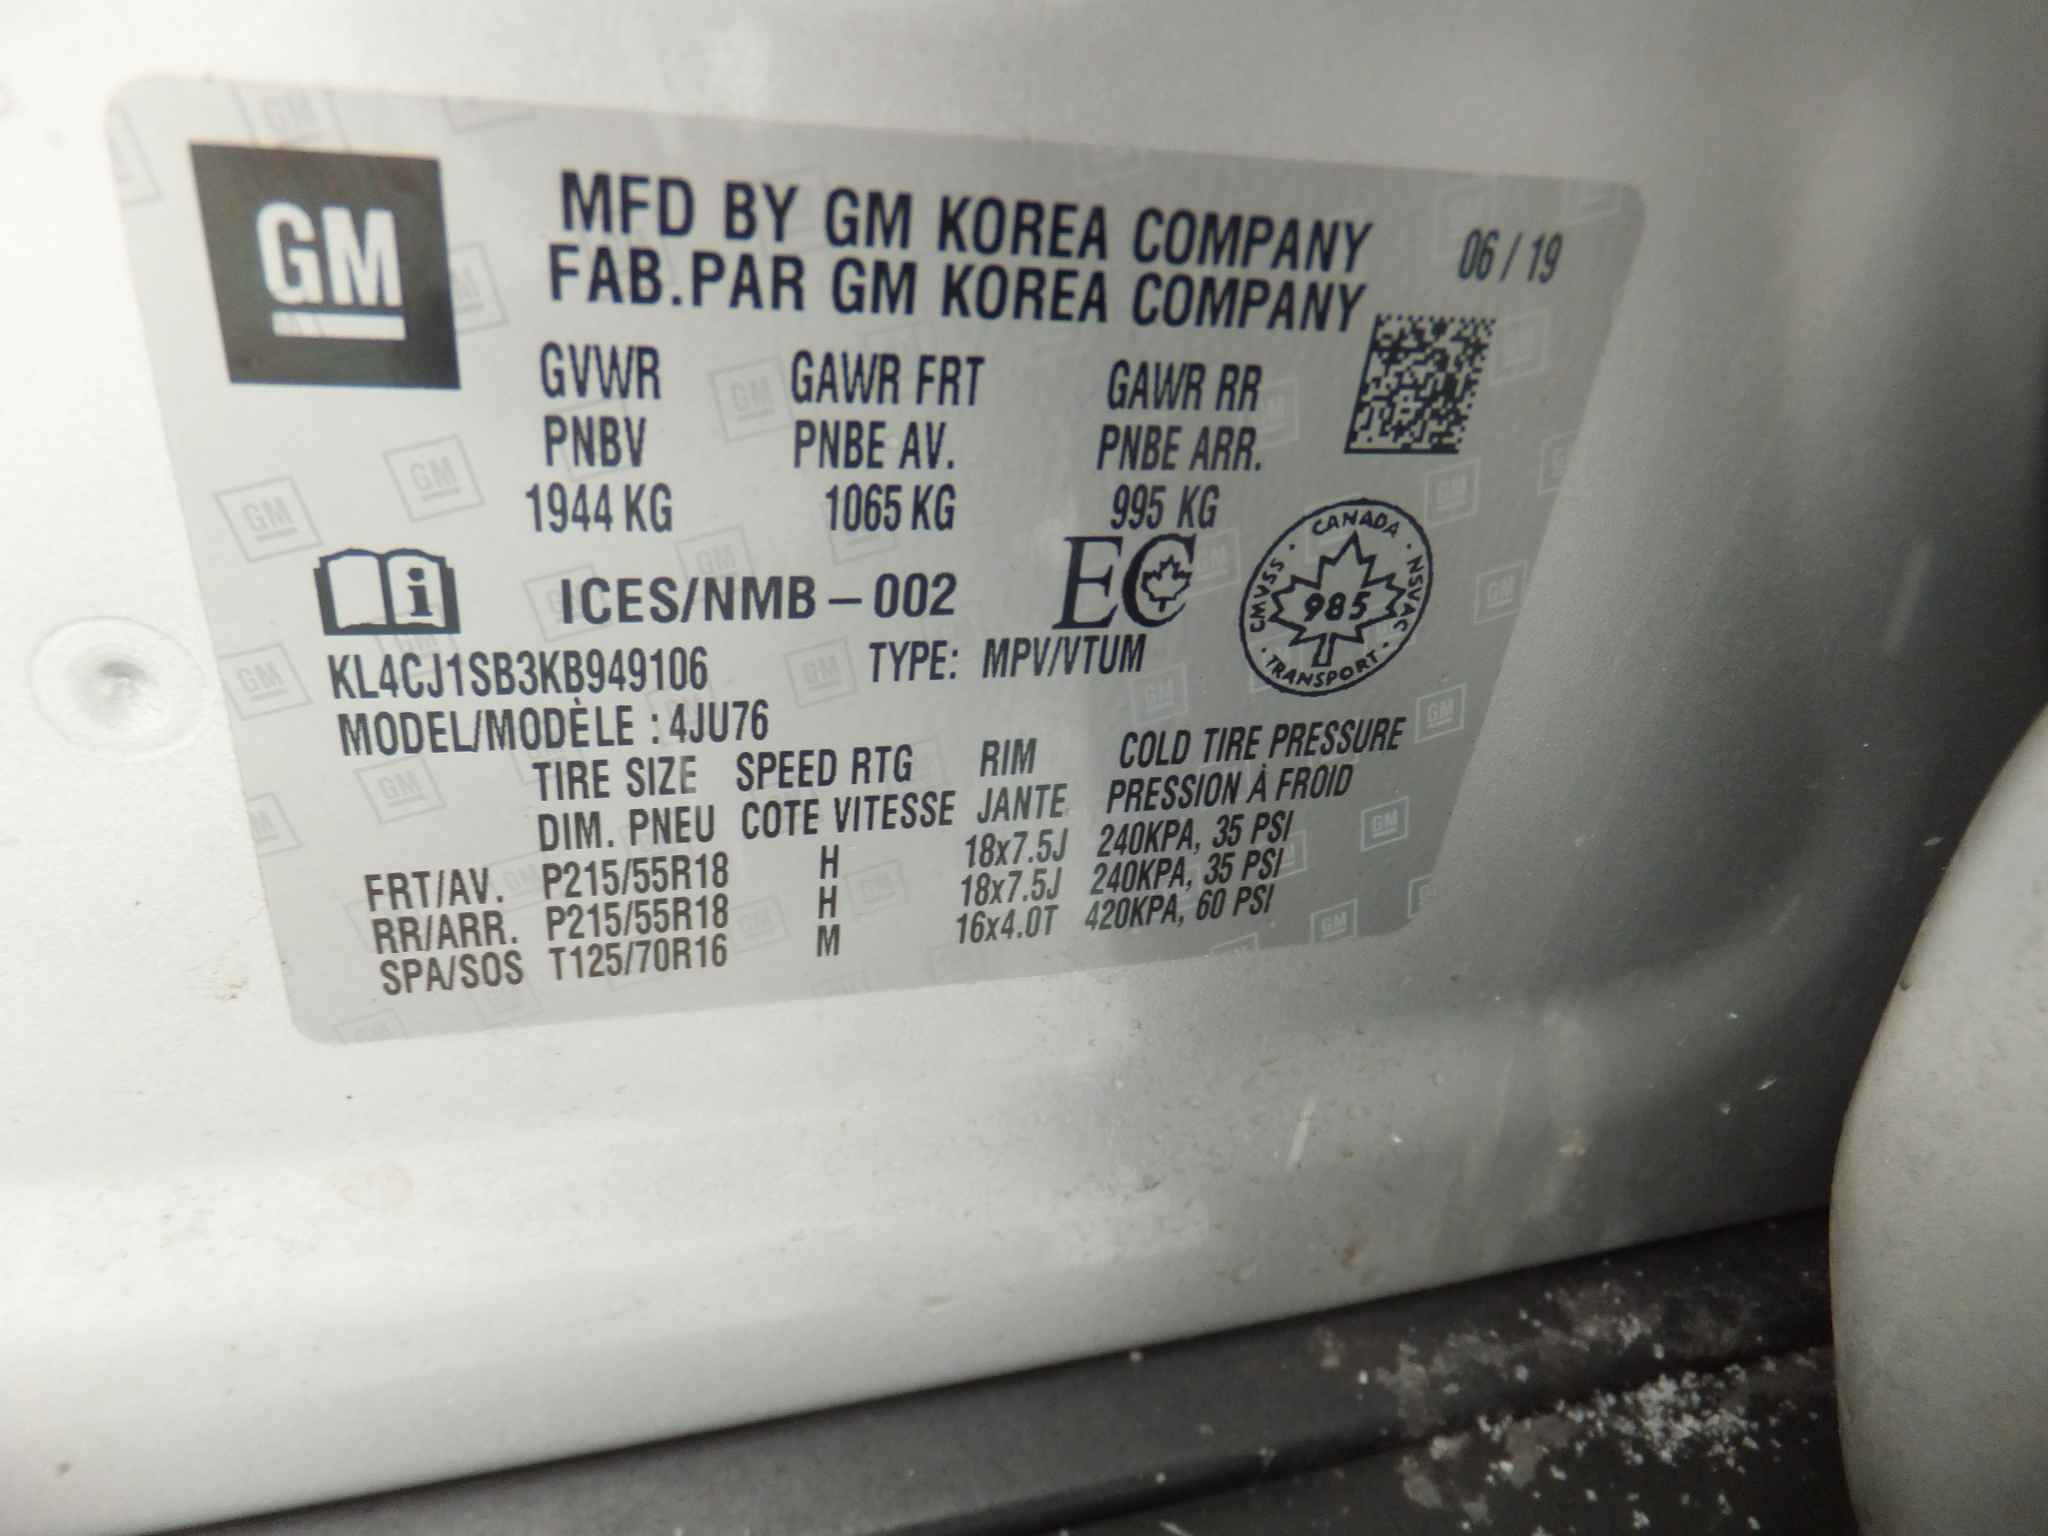 GM
MFD BY GM KOREA COMPANY 06 / 19
FAB.PAR GM KOREA COMPANY
GVWR GAWR FRT GAWR RR
PNBV PNBE AV. PNBE ARR.
1944 KG 1065 KG 995 KG
i ICES/NMB – 002 EC
CANADA · NSVAC · TRANSPORT · CMVSS ·
985
KL4CJ1SB3KB949106 TYPE: MPV/VTUM
MODEL/MODÈLE : 4JU76
TIRE SIZE SPEED RTG RIM COLD TIRE PRESSURE
DIM. PNEU COTE VITESSE JANTE PRESSION À FROID
FRT/AV. P215/55R18 H 18x7.5J 240KPA, 35 PSI
RR/ARR. P215/55R18 H 18x7.5J 240KPA, 35 PSI
SPA/SOS T125/70R16 M 16x4.0T 420KPA, 60 PSI